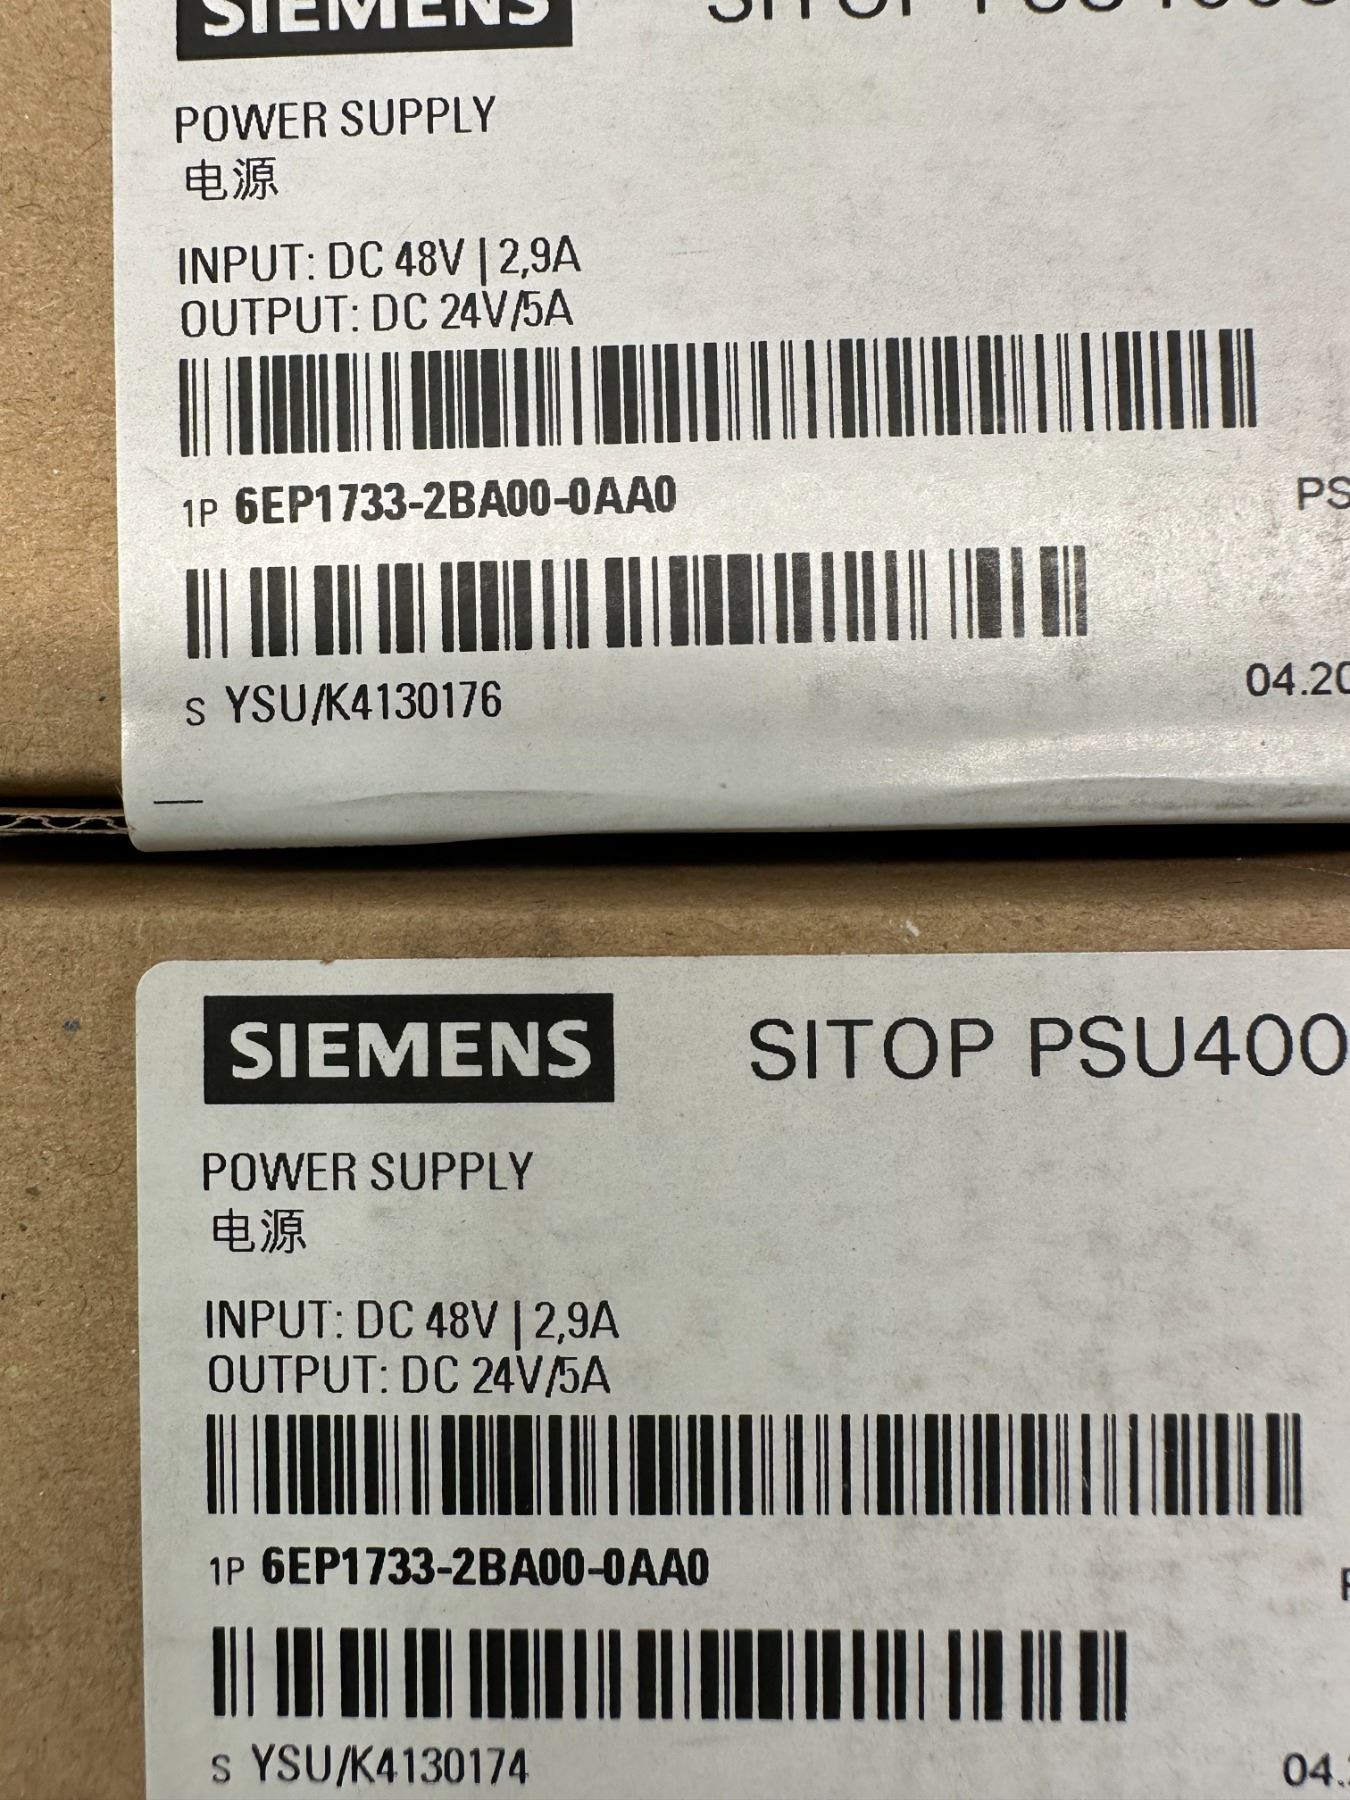 SIEMENS SITOP PSU400
POWER SUPPLY
电源
INPUT: DC 48V | 2,9A
OUTPUT: DC 24V/5A
1P 6EP1733-2BA00-0AA0
PS
S YSU/K4130176
04.20
SIEMENS SITOP PSU400
POWER SUPPLY
电源
INPUT: DC 48V | 2,9A
OUTPUT: DC 24V/5A
1P 6EP1733-2BA00-0AA0
S YSU/K4130174
04.